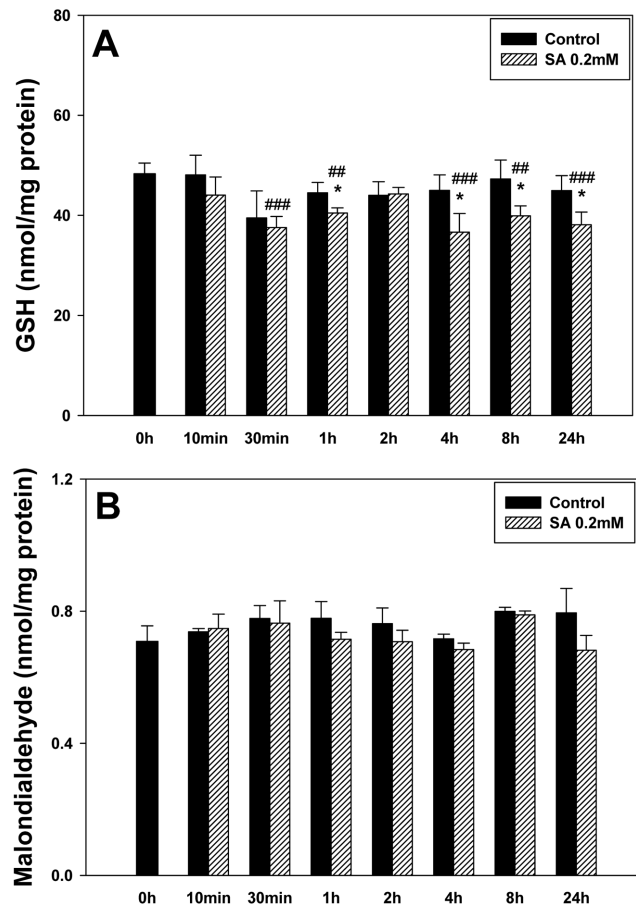 A
Control
SA 0.2mM
GSH (nmol/mg protein)
80
60
40
20
0
###
##
*
###
*
##
*
###
*
0h 10min 30min 1h 2h 4h 8h 24h
B
Control
SA 0.2mM
Malondialdehyde (nmol/mg protein)
1.2
0.8
0.4
0.0
0h 10min 30min 1h 2h 4h 8h 24h